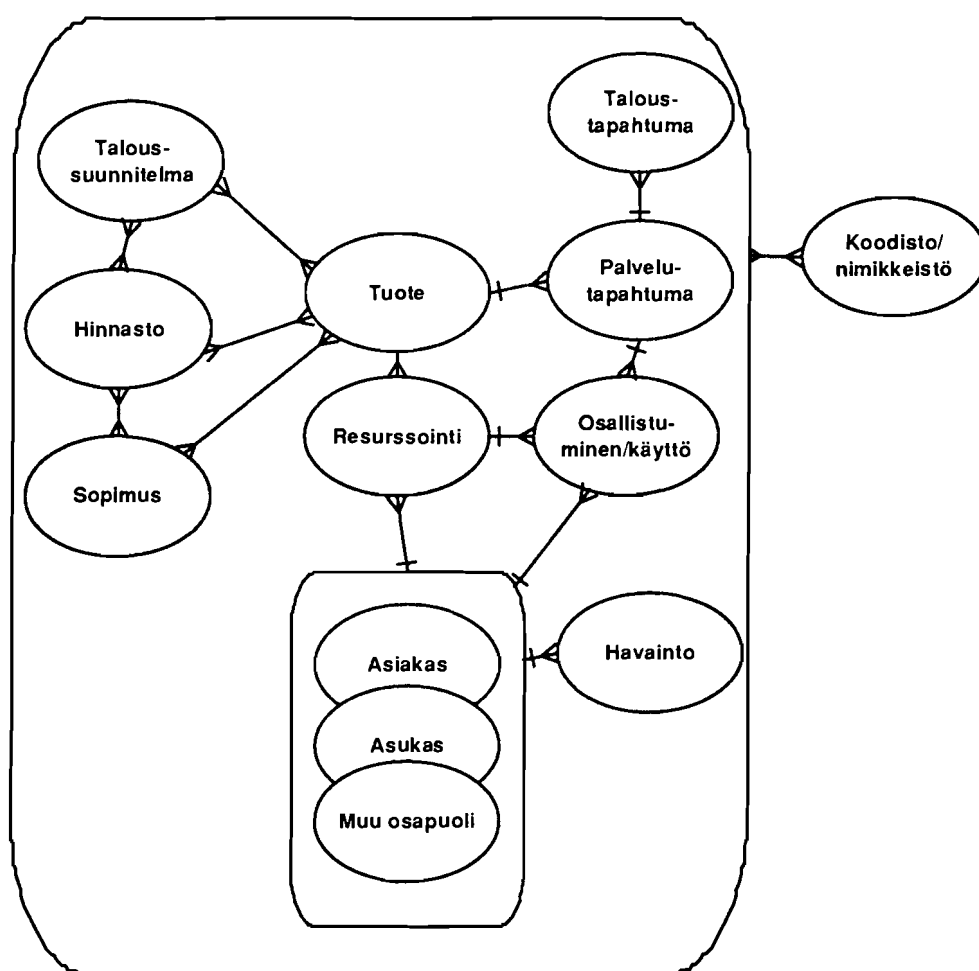 Talous-
tapahtuma
Talous-
suunnitelma
Koodisto/
nimikkeistö
Palvelu-
tapahtuma
Tuote
Hinnasto
Resurssointi
Osallistu-
minen/käyttö
Sopimus
Asiakas
Havainto
Asukas
Muu osapuoli